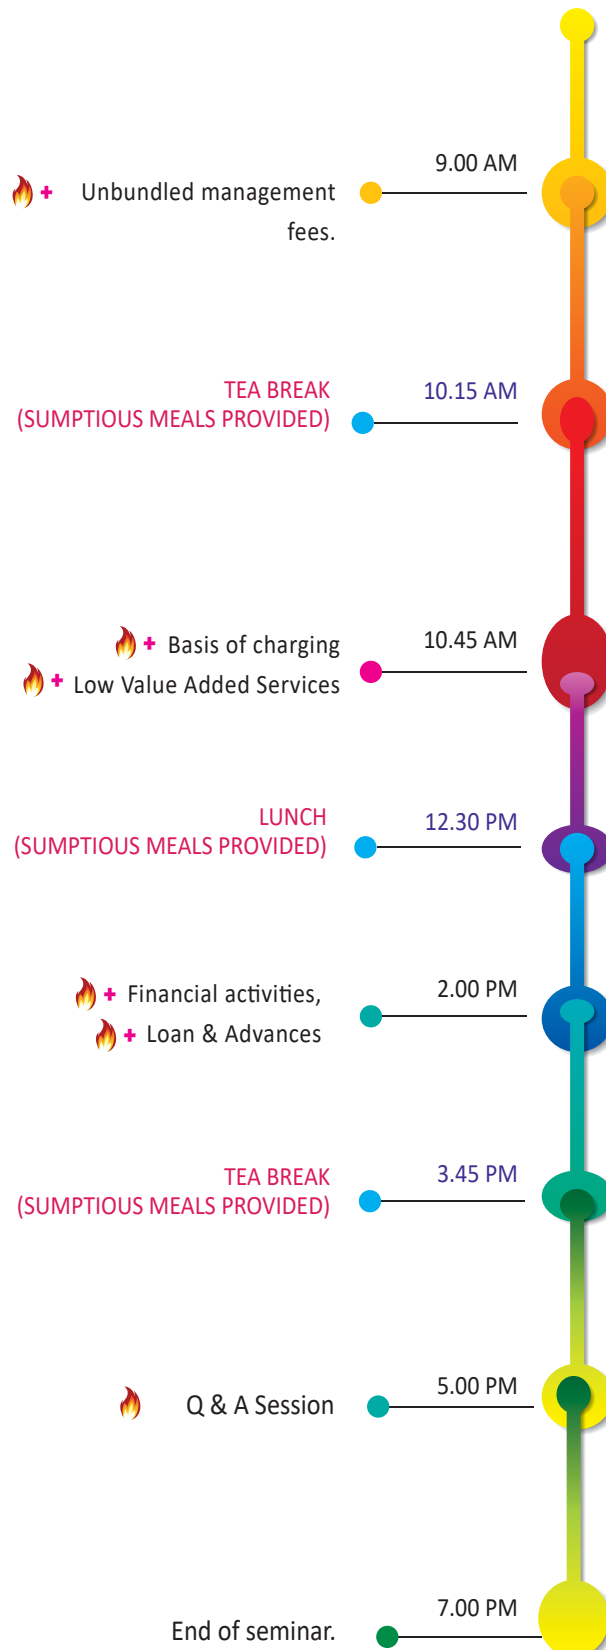 9.00 AM
+ Unbundled management
fees.
TEA BREAK
10.15 AM
(SUMPTIOUS MEALS PROVIDED)
+ Basis of charging
10.45 AM
+ Low Value Added Services
LUNCH
12.30 PM
(SUMPTIOUS MEALS PROVIDED)
+ Financial activities,
2.00 PM
+ Loan & Advances
TEA BREAK
3.45 PM
(SUMPTIOUS MEALS PROVIDED)
Q & A Session
5.00 PM
End of seminar.
7.00 PM